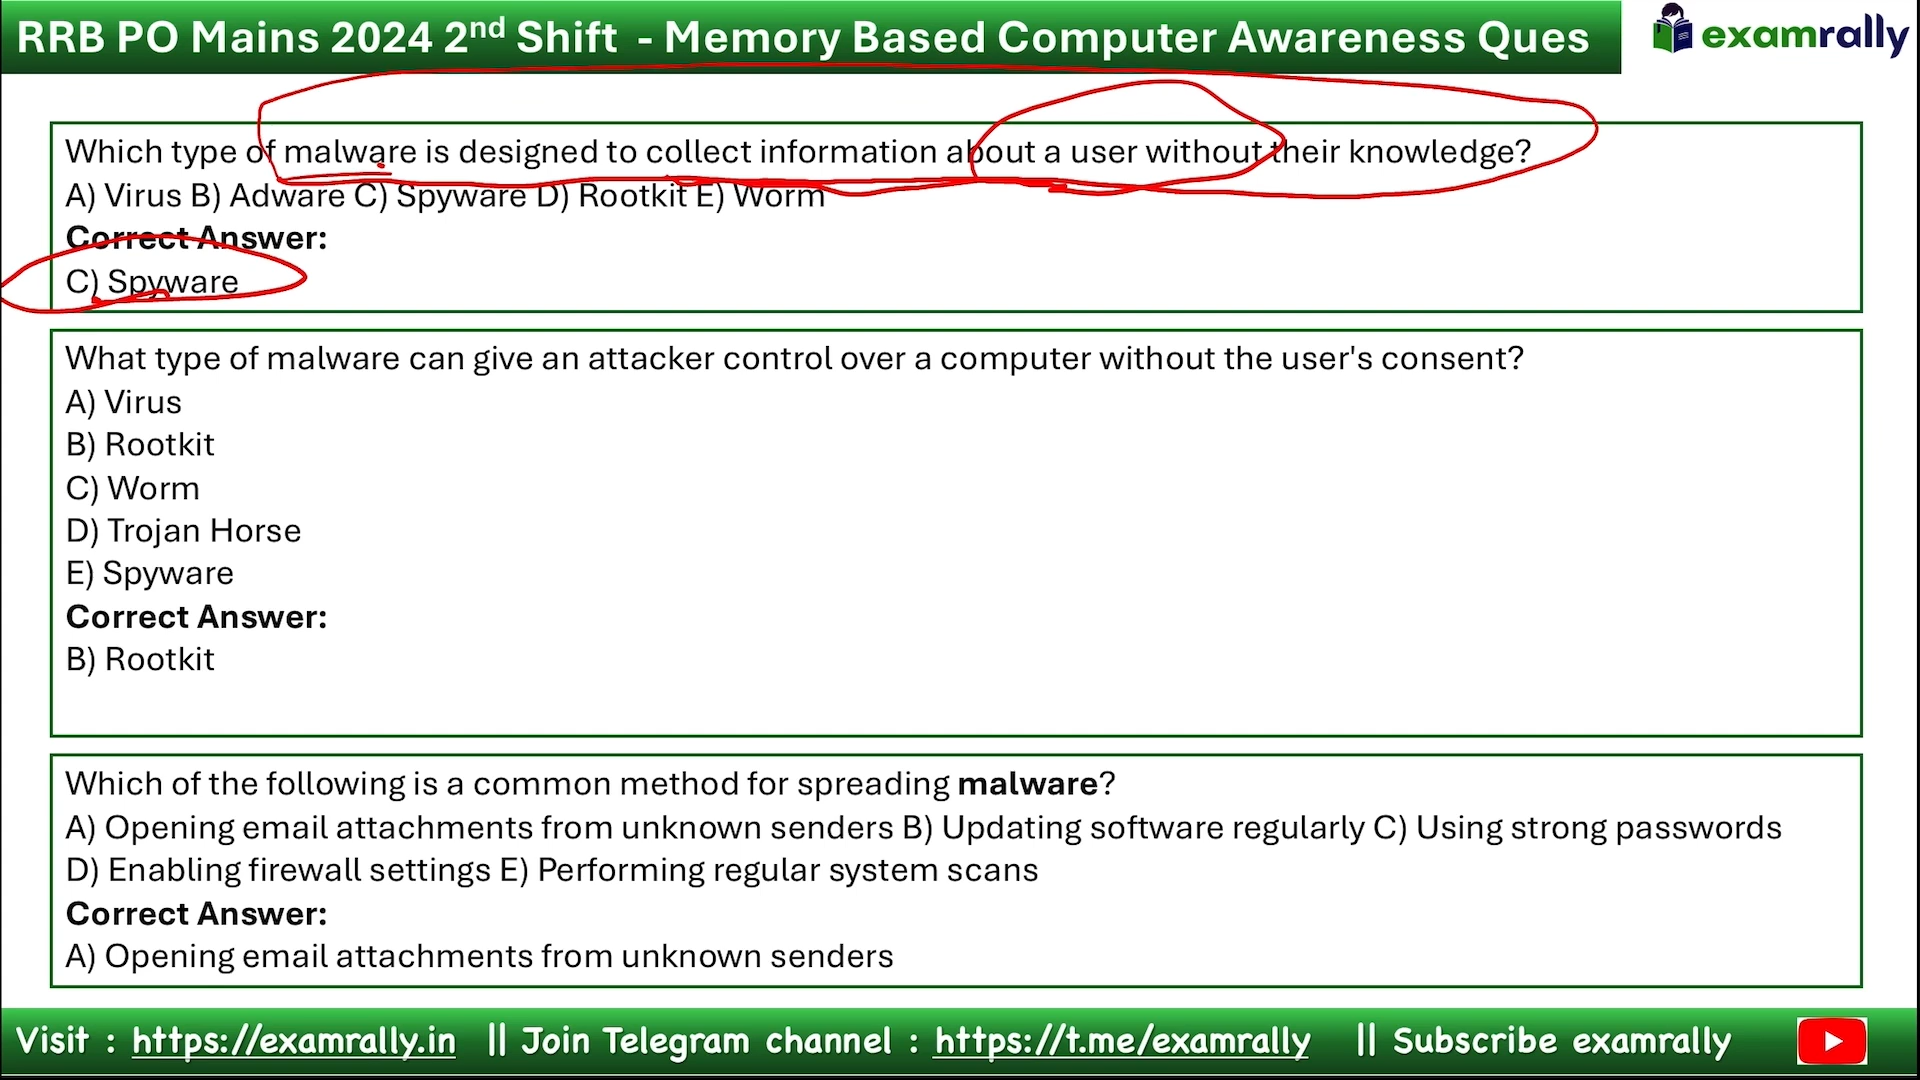 RRB PO Mains 2024 2nd Shift - Memory Based Computer Awareness Ques
examrally
Which type of malware is designed to collect information about a user without their knowledge?
A) Virus B) Adware C) Spyware D) Rootkit E) Worm
Correct Answer:
C) Spyware
What type of malware can give an attacker control over a computer without the user's consent?
A) Virus
B) Rootkit
C) Worm
D) Trojan Horse
E) Spyware
Correct Answer:
B) Rootkit
Which of the following is a common method for spreading malware?
A) Opening email attachments from unknown senders B) Updating software regularly C) Using strong passwords
D) Enabling firewall settings E) Performing regular system scans
Correct Answer:
A) Opening email attachments from unknown senders
Visit : https://examrally.in || Join Telegram channel : https://t.me/examrally || Subscribe examrally